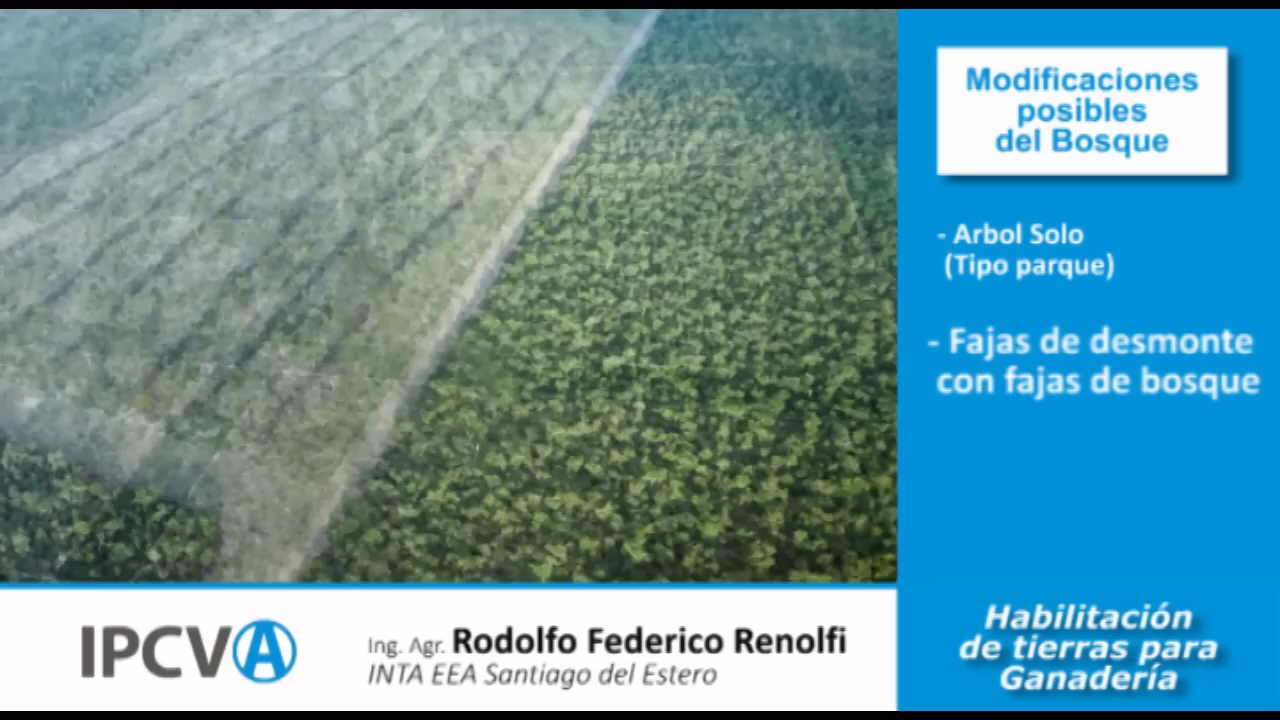 Modificaciones
posibles
del Bosque
- Arbol Solo
(Tipo parque)
- Fajas de desmonte
con fajas de bosque
IPCVA
Ing. Agr. Rodolfo Federico Renolfi
INTA EEA Santiago del Estero
Habilitación
de tierras para
Ganadería